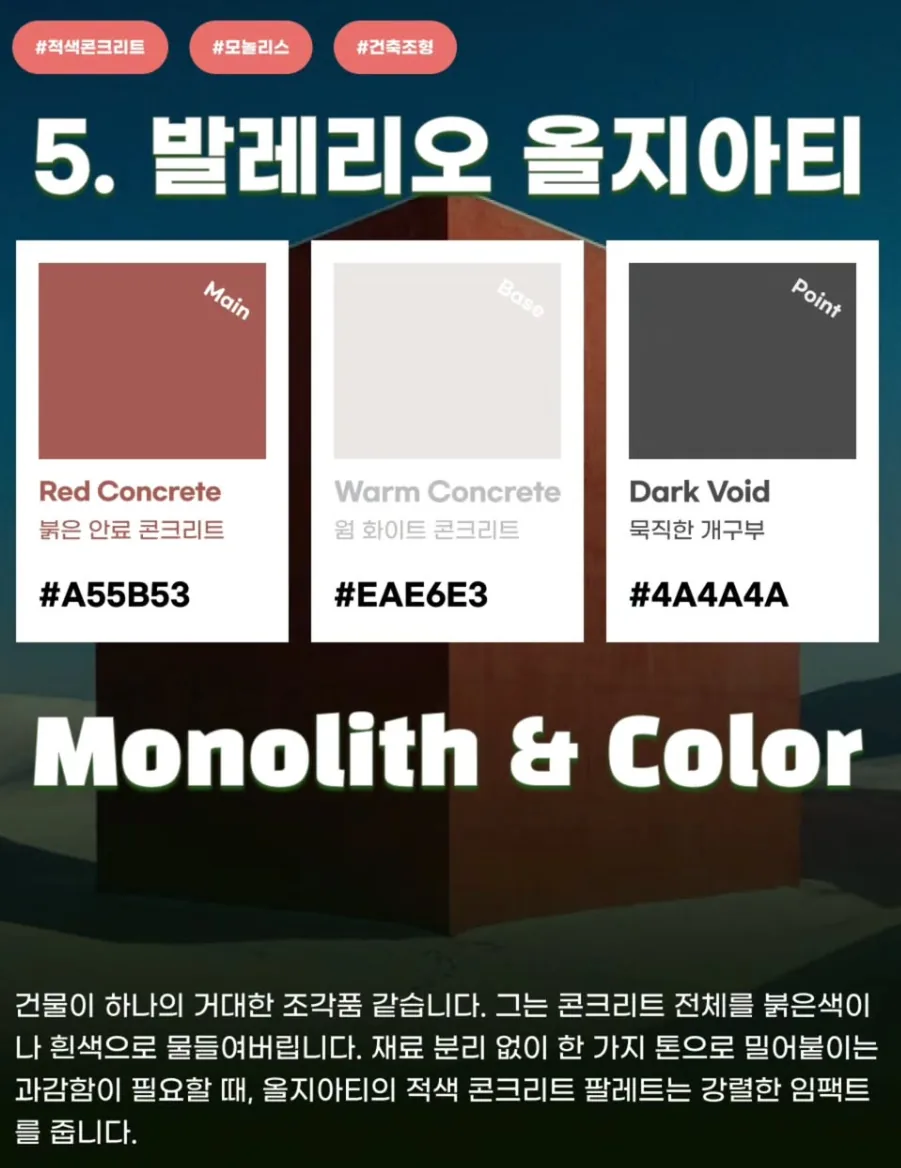 #적색콘크리트 #모놀리스 #건축조형
5. 발레리오 올지아티
Main
Red Concrete
붉은 안료 콘크리트
#A55B53
Base
Warm Concrete
웜 화이트 콘크리트
#EAE6E3
Point
Dark Void
묵직한 개구부
#4A4A4A
Monolith & Color
건물이 하나의 거대한 조각품 같습니다. 그는 콘크리트 전체를 붉은색이
나 흰색으로 물들여버립니다. 재료 분리 없이 한 가지 톤으로 밀어붙이는
과감함이 필요할 때, 올지아티의 적색 콘크리트 팔레트는 강렬한 임팩트
를 줍니다.